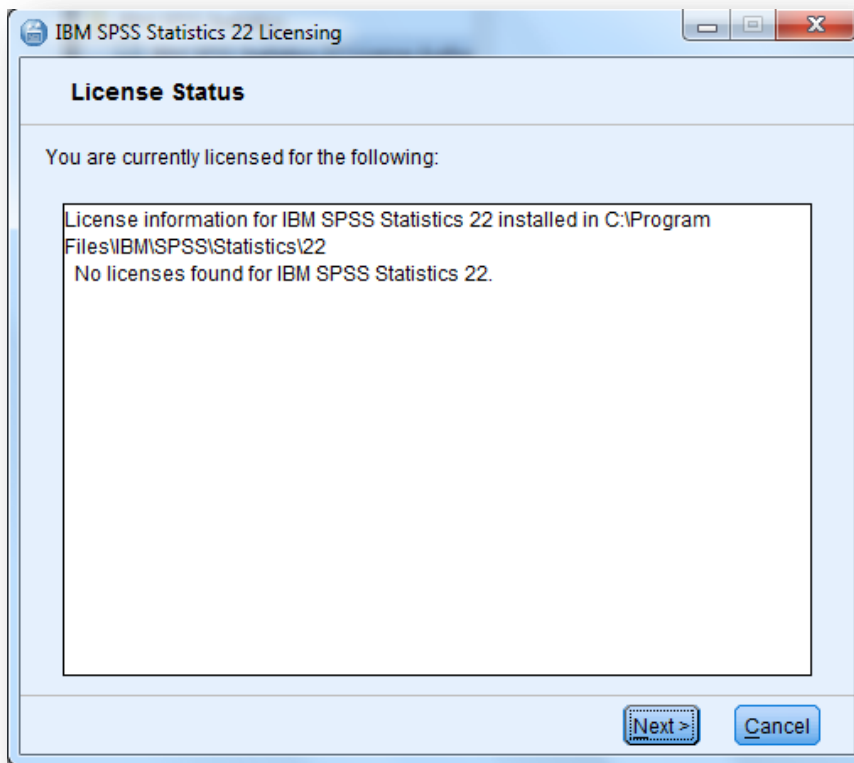 IBM SPSS Statistics 22 Licensing
License Status
You are currently licensed for the following:
License information for IBM SPSS Statistics 22 installed in C:\Program
Files\IBM\SPSS\Statistics\22
No licenses found for IBM SPSS Statistics 22.
Next >
Cancel